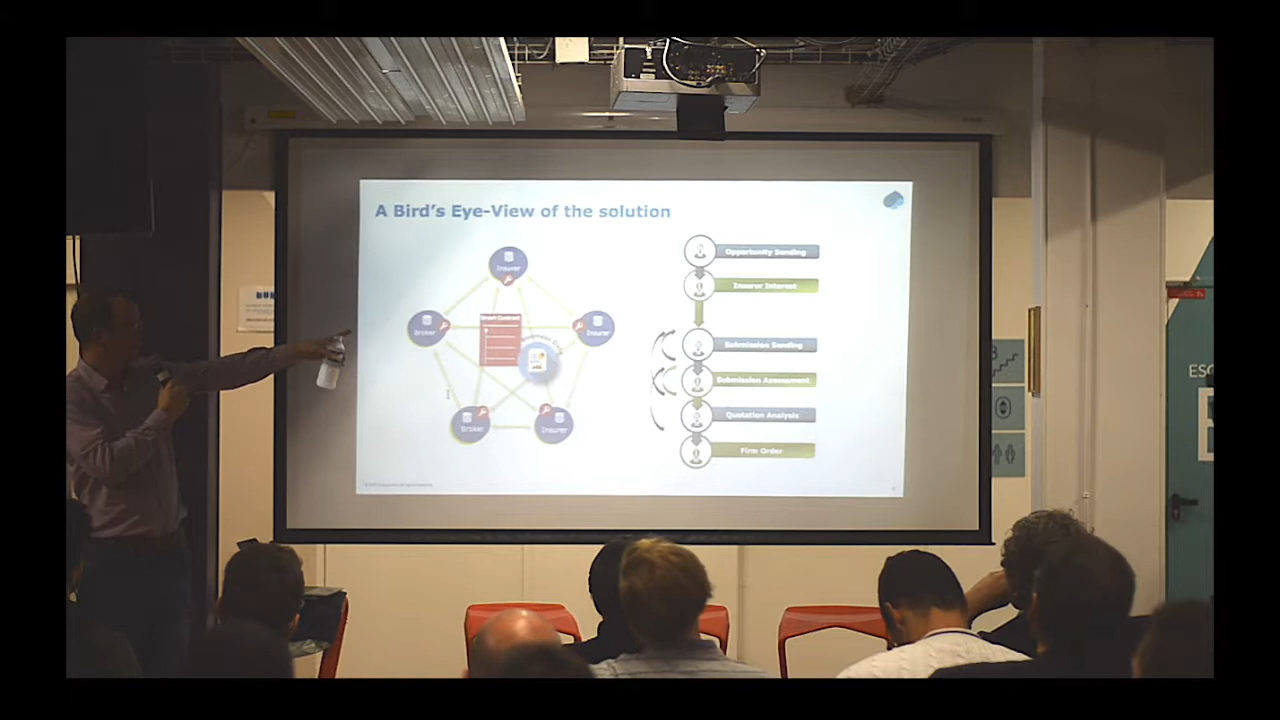 A Bird's Eye-View of the solution
Insurer
Broker
Smart Contract
Insurer
Broker
Insurer
Opportunity Sending
Insurer Interest
Submission Sending
Submission Assessment
Quotation Analysis
Firm Order
ESC